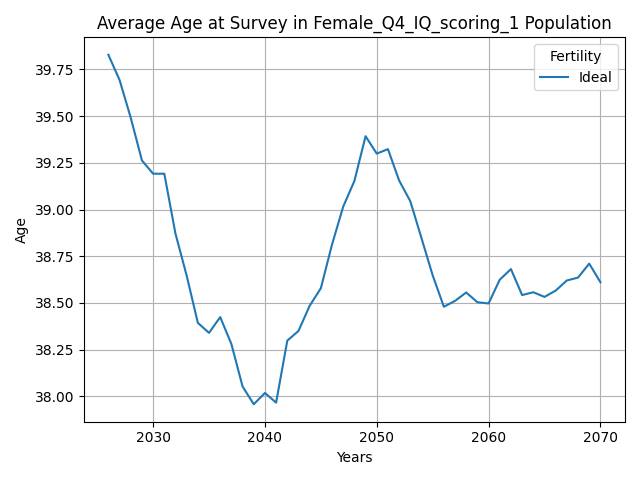 Average Age at Survey in Female_Q4_IQ_scoring_1 Population
Fertility
Ideal
39.75
39.50
39.25
39.00
38.75
38.50
38.25
38.00
Age
2030 2040 2050 2060 2070
Years